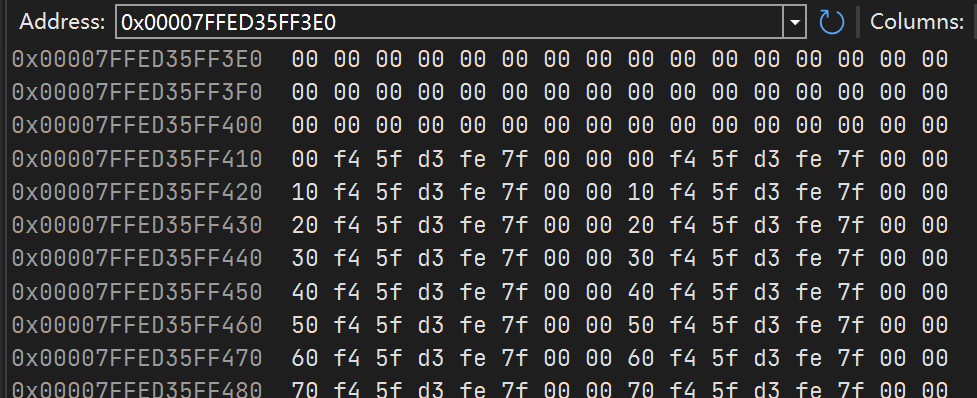 Address: 0x00007FFED35FF3E0 Columns:
0x00007FFED35FF3E0 00 00 00 00 00 00 00 00 00 00 00 00 00 00 00 00
0x00007FFED35FF3F0 00 00 00 00 00 00 00 00 00 00 00 00 00 00 00 00
0x00007FFED35FF400 00 00 00 00 00 00 00 00 00 00 00 00 00 00 00 00
0x00007FFED35FF410 00 f4 5f d3 fe 7f 00 00 00 f4 5f d3 fe 7f 00 00
0x00007FFED35FF420 10 f4 5f d3 fe 7f 00 00 10 f4 5f d3 fe 7f 00 00
0x00007FFED35FF430 20 f4 5f d3 fe 7f 00 00 20 f4 5f d3 fe 7f 00 00
0x00007FFED35FF440 30 f4 5f d3 fe 7f 00 00 30 f4 5f d3 fe 7f 00 00
0x00007FFED35FF450 40 f4 5f d3 fe 7f 00 00 40 f4 5f d3 fe 7f 00 00
0x00007FFED35FF460 50 f4 5f d3 fe 7f 00 00 50 f4 5f d3 fe 7f 00 00
0x00007FFED35FF470 60 f4 5f d3 fe 7f 00 00 60 f4 5f d3 fe 7f 00 00
0x00007FFED35FF480 70 f4 5f d3 fe 7f 00 00 70 f4 5f d3 fe 7f 00 00